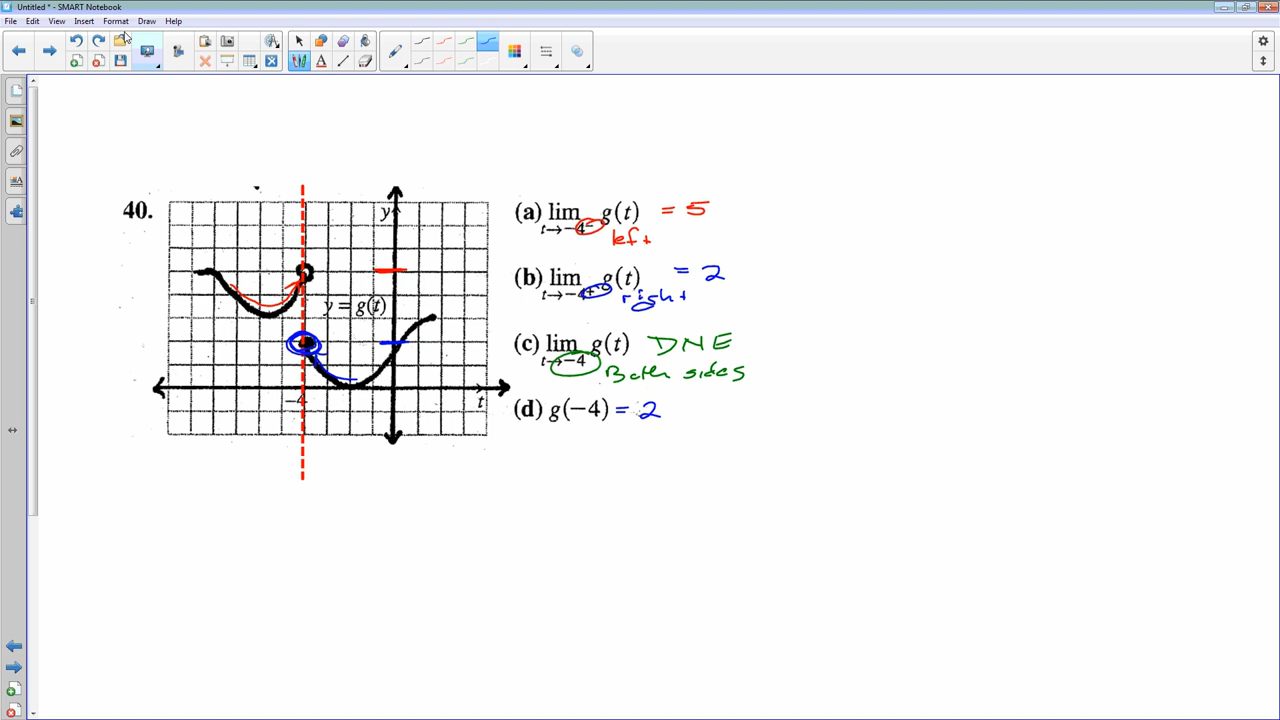 Untitled * - SMART Notebook
File Edit View Insert Format Draw Help
40.
y
y = g(t)
−4
t
(a) lim t→−4⁻ g(t) = 5
left
(b) lim t→−4⁺ g(t) = 2
right
(c) lim t→−4 g(t) DNE
Both sides
(d) g(−4) = 2